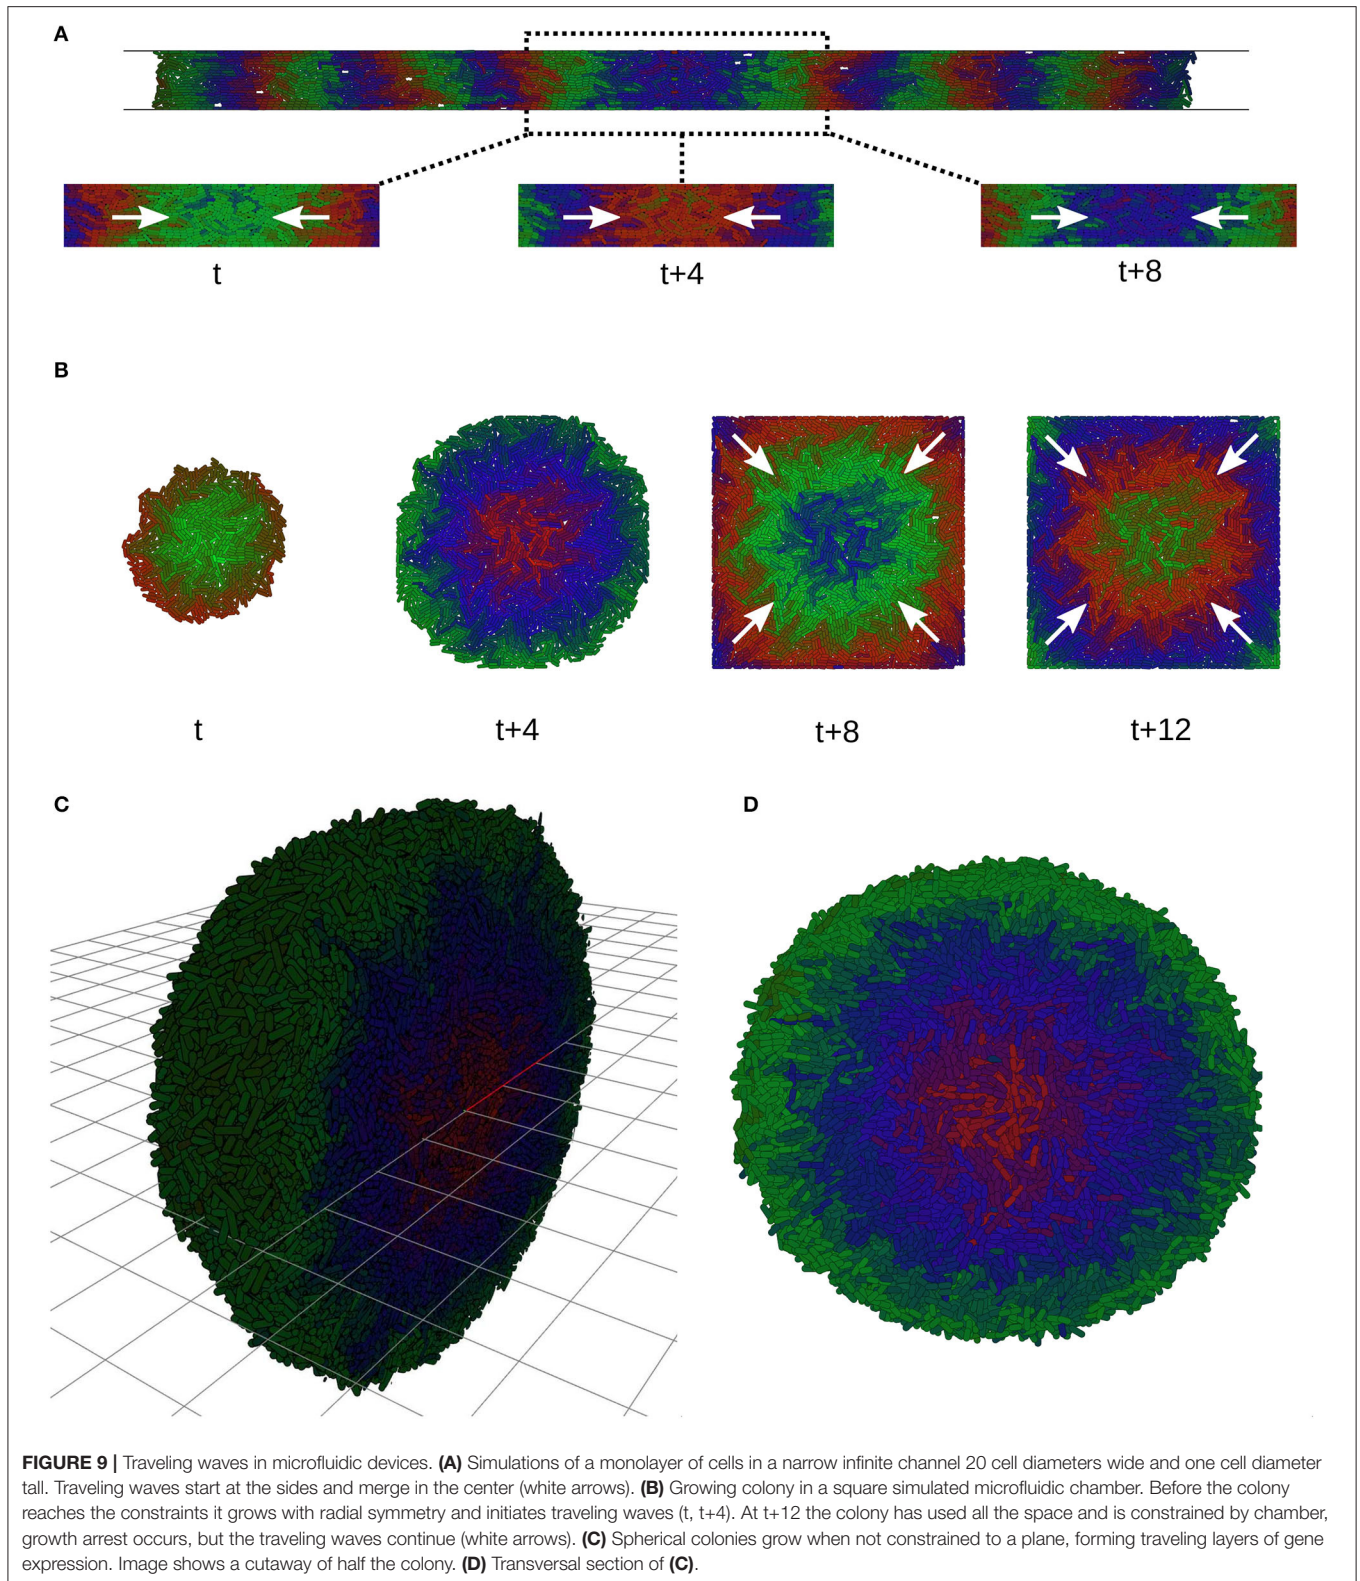 A
t
t+4
t+8
B
t
t+4
t+8
t+12
C
D
FIGURE 9 | Traveling waves in microfluidic devices. (A) Simulations of a monolayer of cells in a narrow infinite channel 20 cell diameters wide and one cell diameter
tall. Traveling waves start at the sides and merge in the center (white arrows). (B) Growing colony in a square simulated microfluidic chamber. Before the colony
reaches the constraints it grows with radial symmetry and initiates traveling waves (t, t+4). At t+12 the colony has used all the space and is constrained by chamber,
growth arrest occurs, but the traveling waves continue (white arrows). (C) Spherical colonies grow when not constrained to a plane, forming traveling layers of gene
expression. Image shows a cutaway of half the colony. (D) Transversal section of (C).